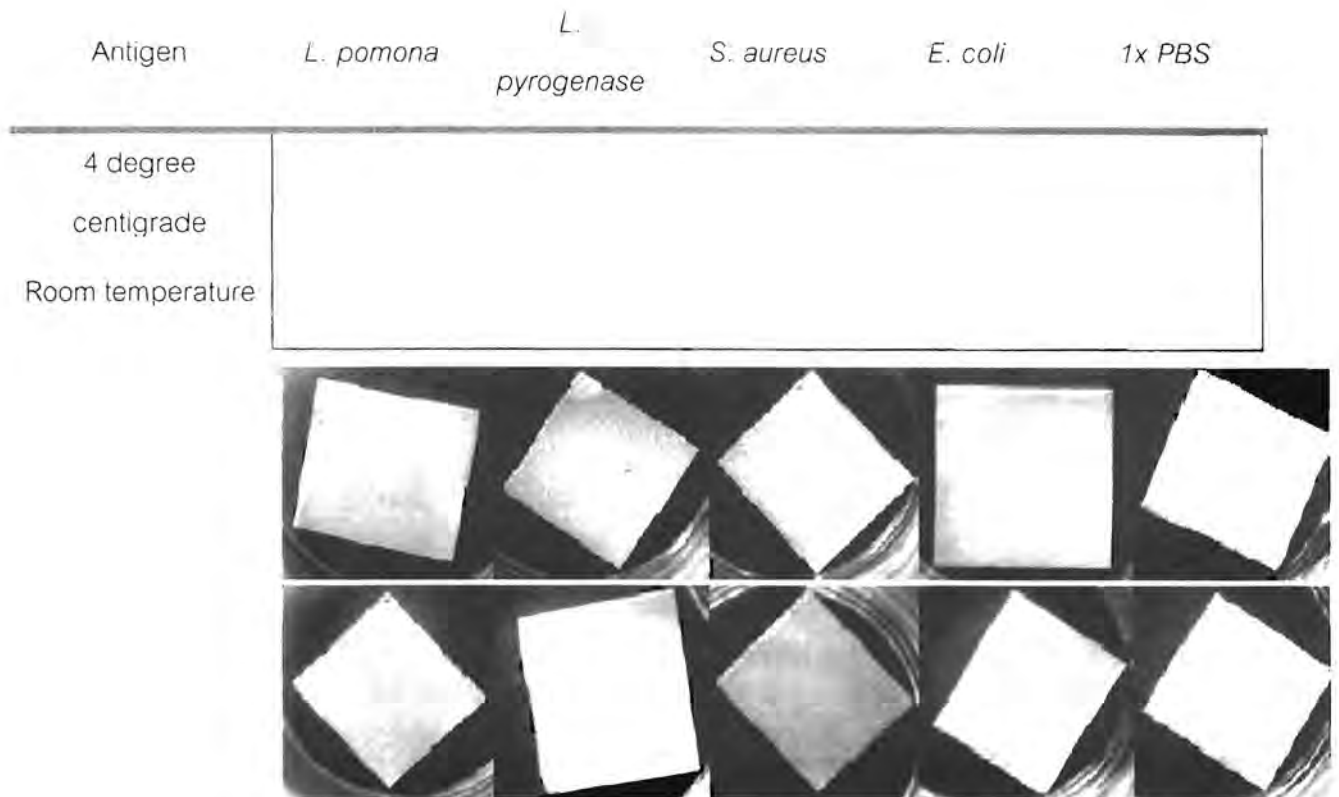 Antigen L. pomona L. pyrogenase S. aureus E. coli 1x PBS
4 degree
centigrade
Room temperature